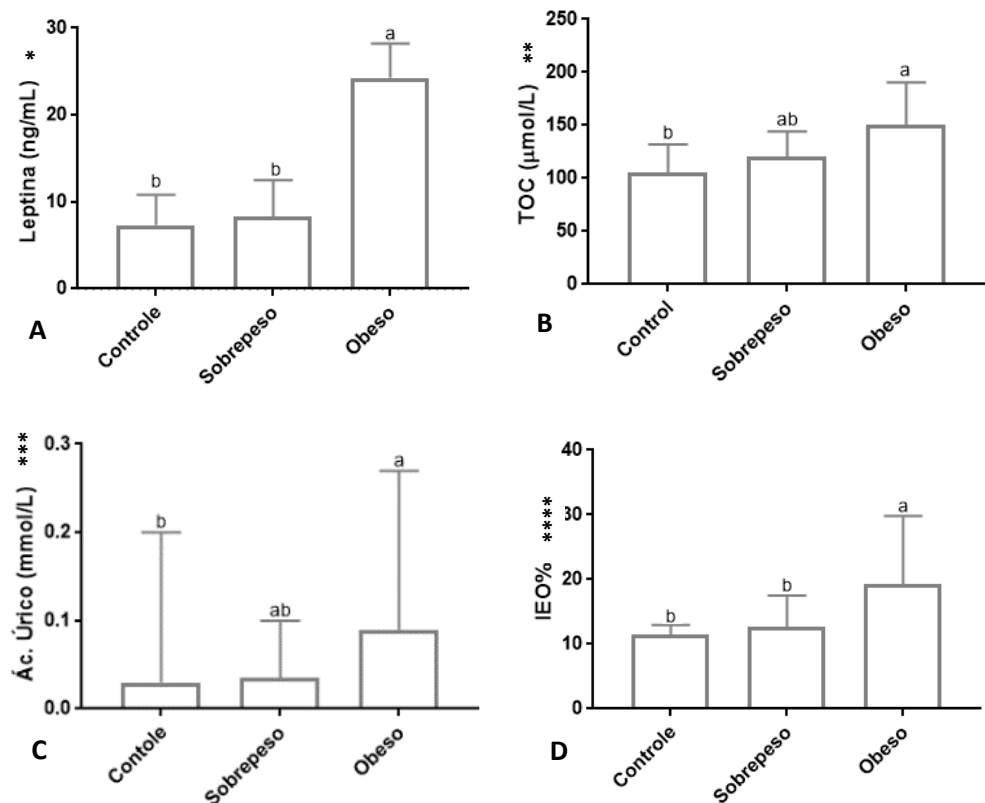 Leptina (ng/mL) *
30
20
10
0
b
b
a
Controle
Sobrepeso
Obeso
A
TOC (µmol/L) **
250
200
150
100
50
0
b
ab
a
Control
Sobrepeso
Obeso
B
Ác. Úrico (mmol/L) ***
0.3
0.2
0.1
0.0
b
ab
a
Contole
Sobrepeso
Obeso
C
IEO% ****
40
30
20
10
0
b
b
a
Controle
Sobrepeso
Obeso
D